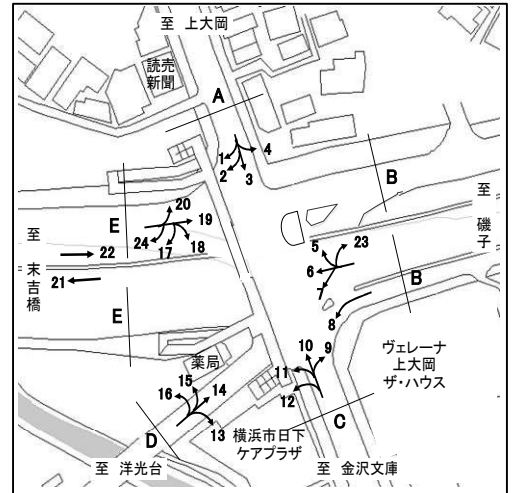 至 上大岡
読売
新聞
A
1
2
3
4
B
至
磯
子
20
19
E
24
17
18
至
末
吉
橋
22
21
5
23
6
7
B
8
E
ヴェレーナ
上大岡
ザ・ハウス
薬局
10
9
11
12
15
14
16
13
C
D
横浜市日下
ケアプラザ
至 洋光台
至 金沢文庫